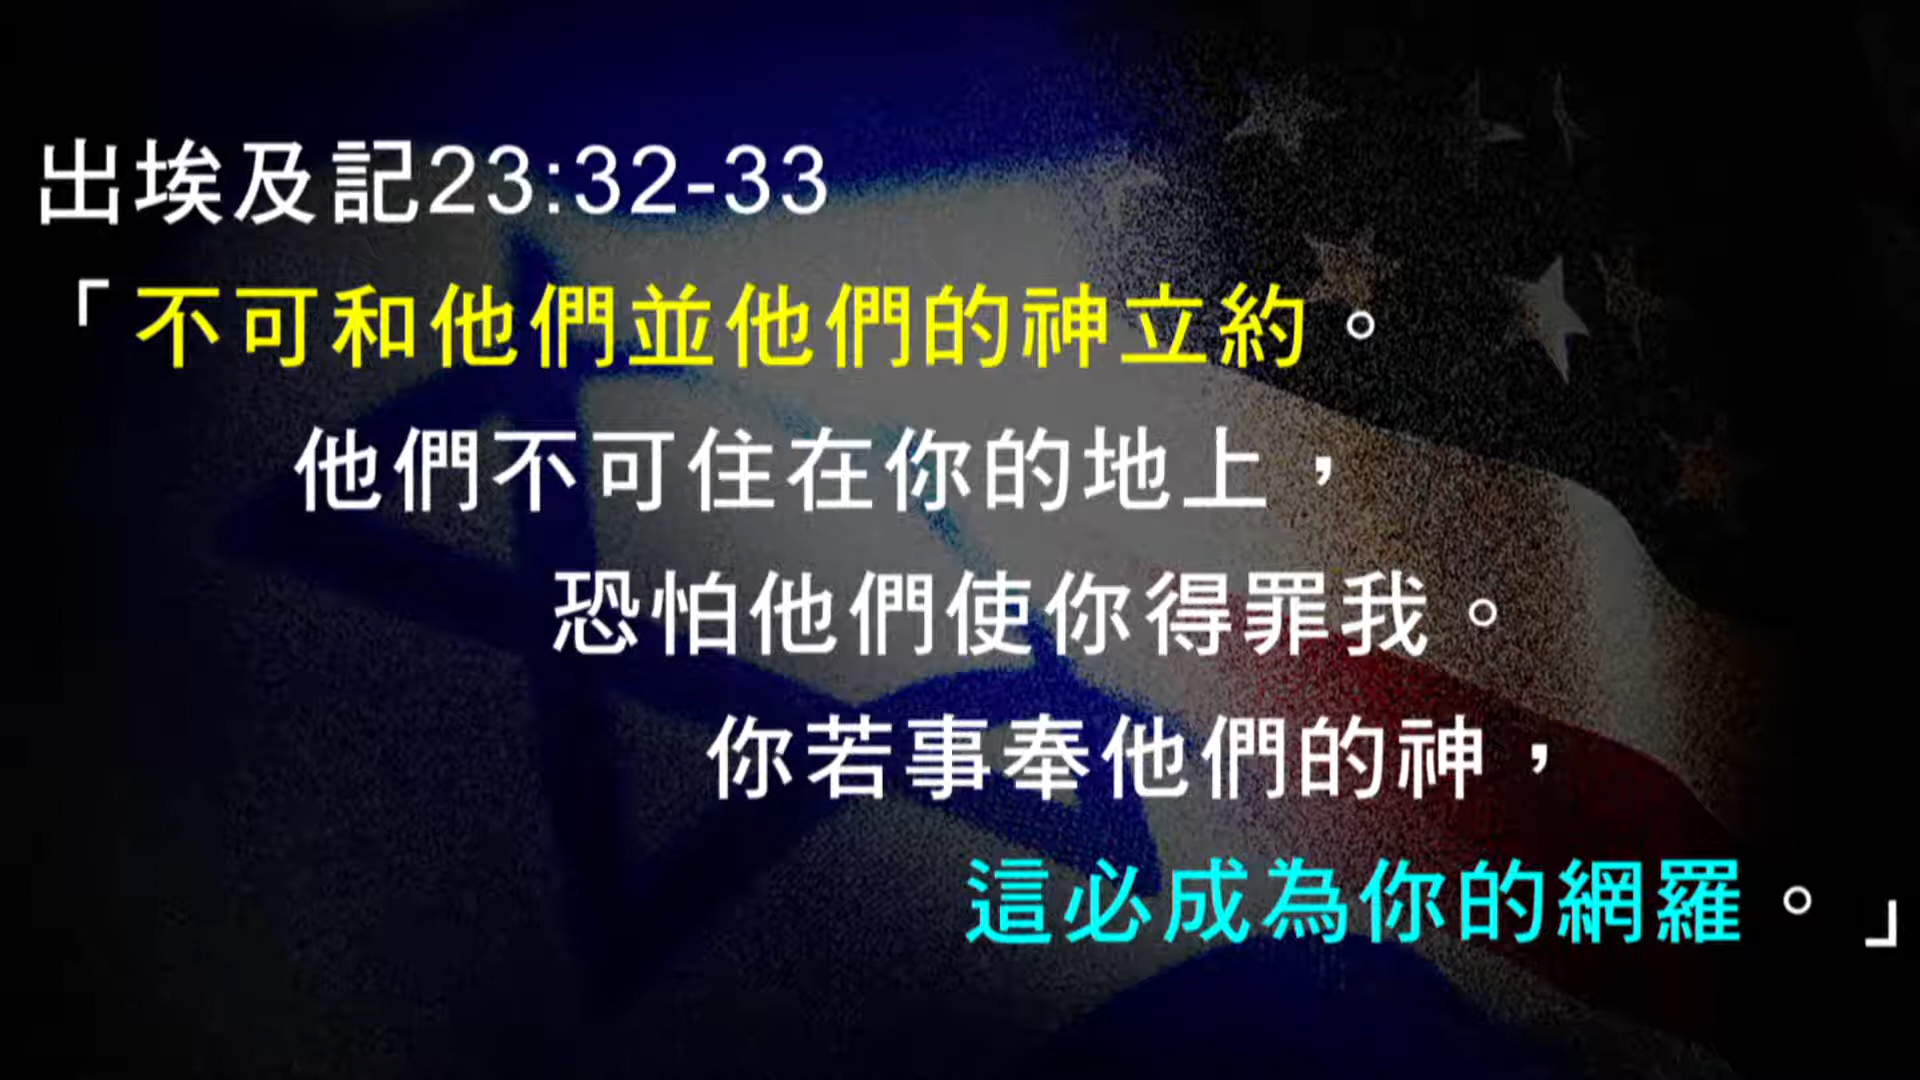 出埃及記23:32-33
「不可和他們並他們的神立約。
他們不可住在你的地上，
恐怕他們使你得罪我。
你若事奉他們的神，
這必成為你的網羅。」